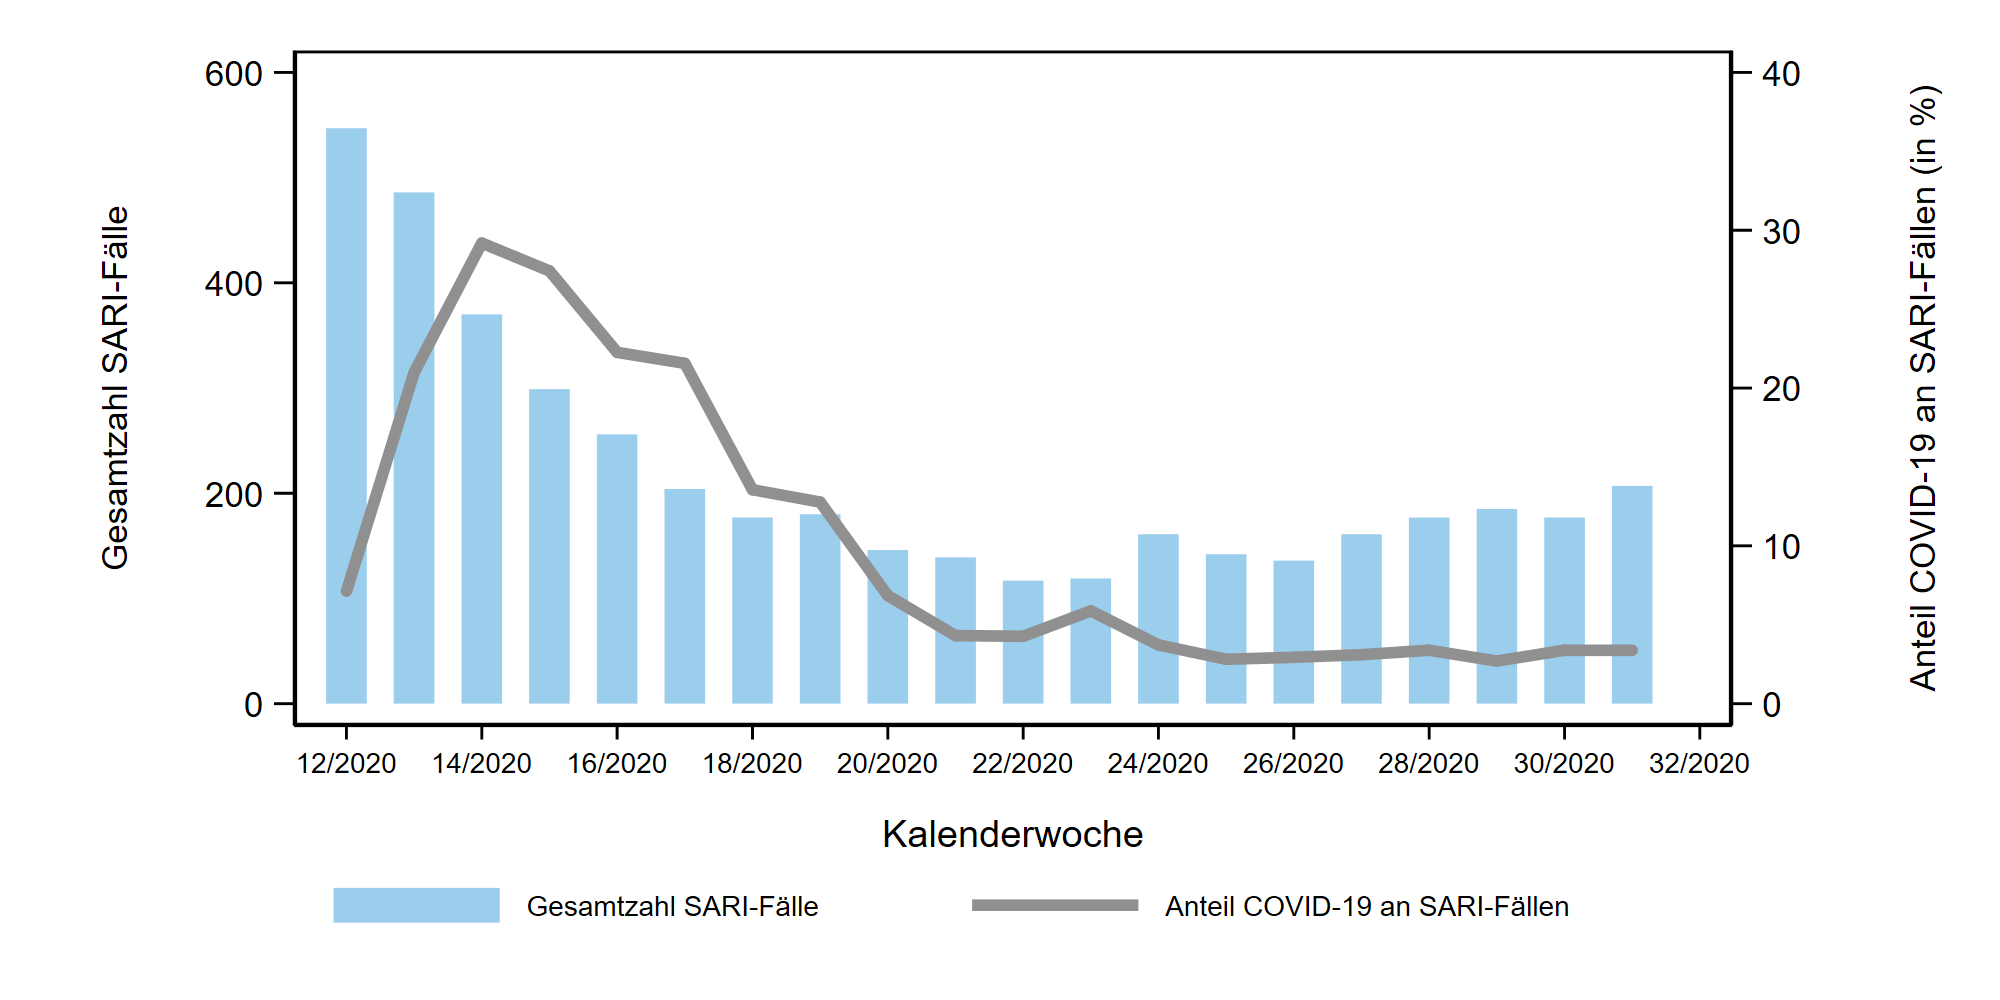 600
400
200
0
Gesamtzahl SARI-Fälle
40
30
20
10
0
Anteil COVID-19 an SARI-Fällen (in %)
12/2020 14/2020 16/2020 18/2020 20/2020 22/2020 24/2020 26/2020 28/2020 30/2020 32/2020
Kalenderwoche
Gesamtzahl SARI-Fälle Anteil COVID-19 an SARI-Fällen